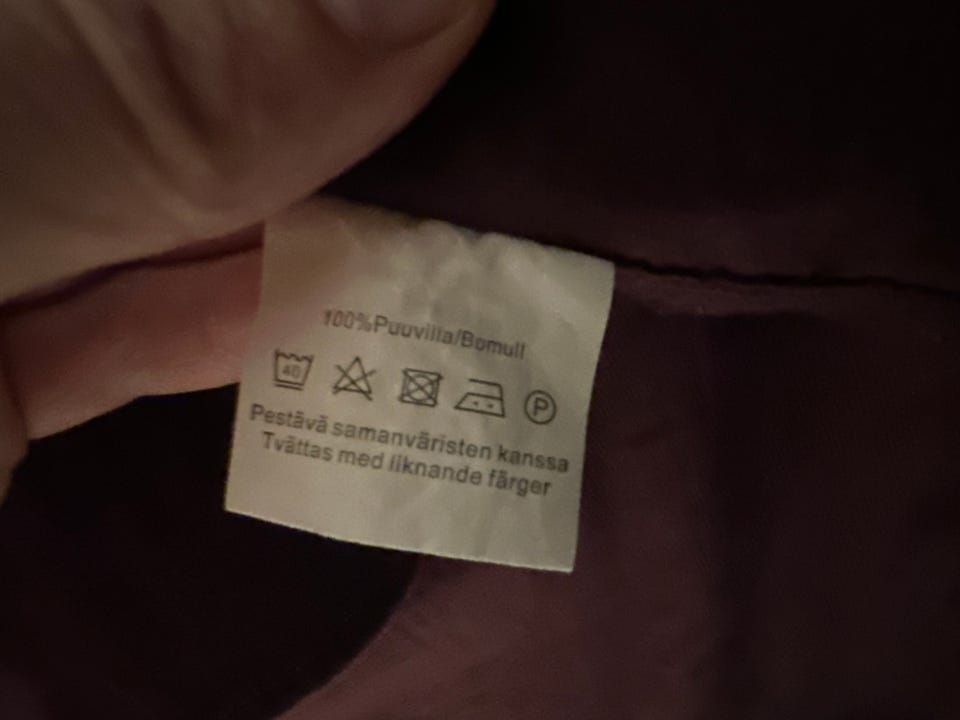 100%Puuvilla/Bomull
40 P
Pestävä samanväristen kanssa
Tvättas med liknande färger